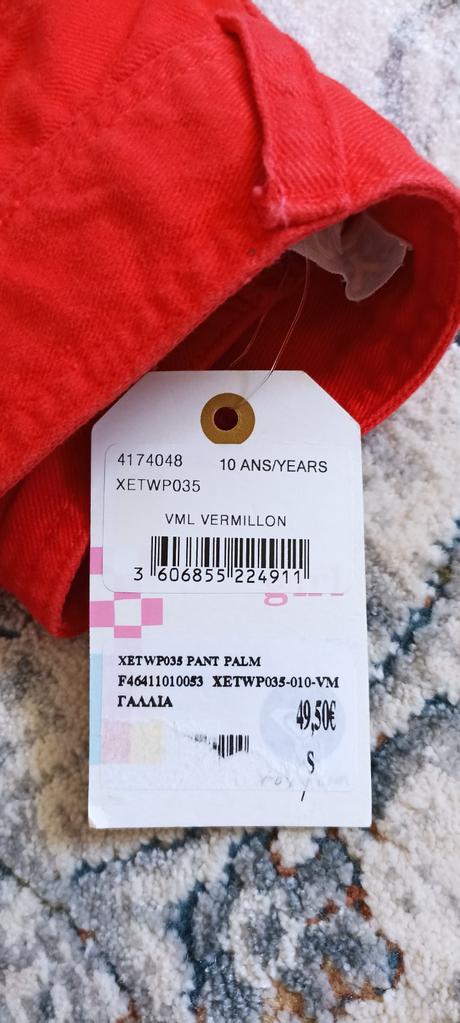 4174048 10 ANS/YEARS
XETWP035
VML VERMILLON
3 606855 224911
girl
XETWP035 PANT PALM
F46411010053 XETWP035-010-VM
ΓΑΛΛΙΑ
49,50€
S